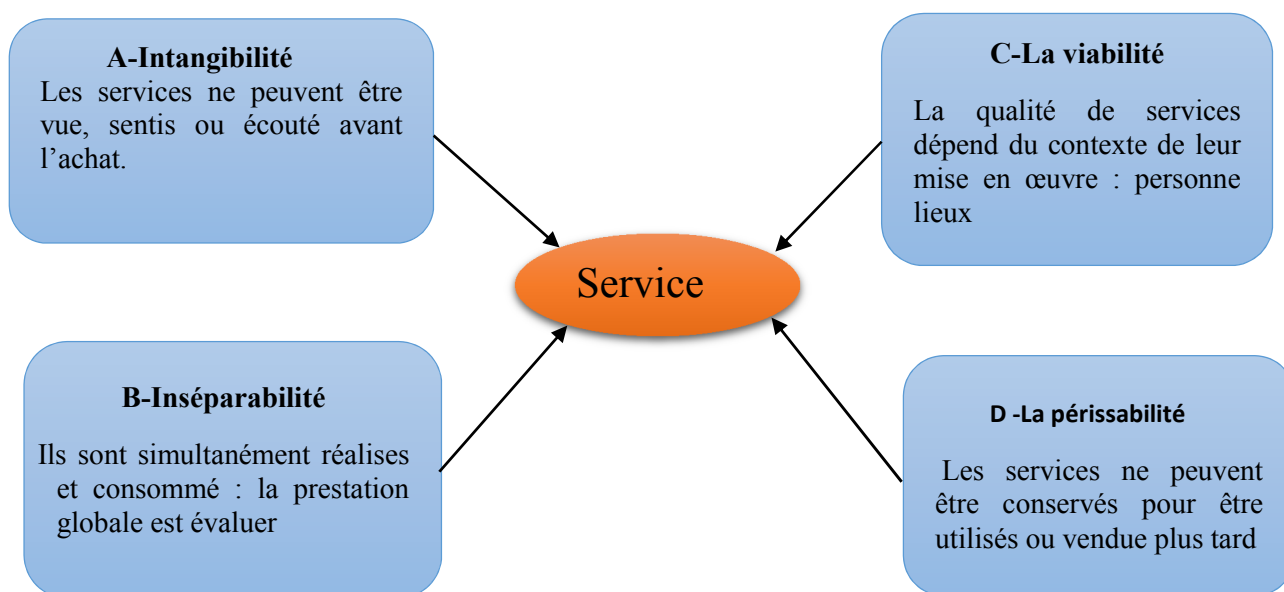 A-Intangibilité
Les services ne peuvent être
vue, sentis ou écouté avant
l’achat.
B-Inséparabilité
Ils sont simultanément réalises
et consommé : la prestation
globale est évaluer
Service
C-La viabilité
La qualité de services
dépend du contexte de leur
mise en œuvre : personne
lieux
D -La périssabilité
Les services ne peuvent
être conservés pour être
utilisés ou vendue plus tard